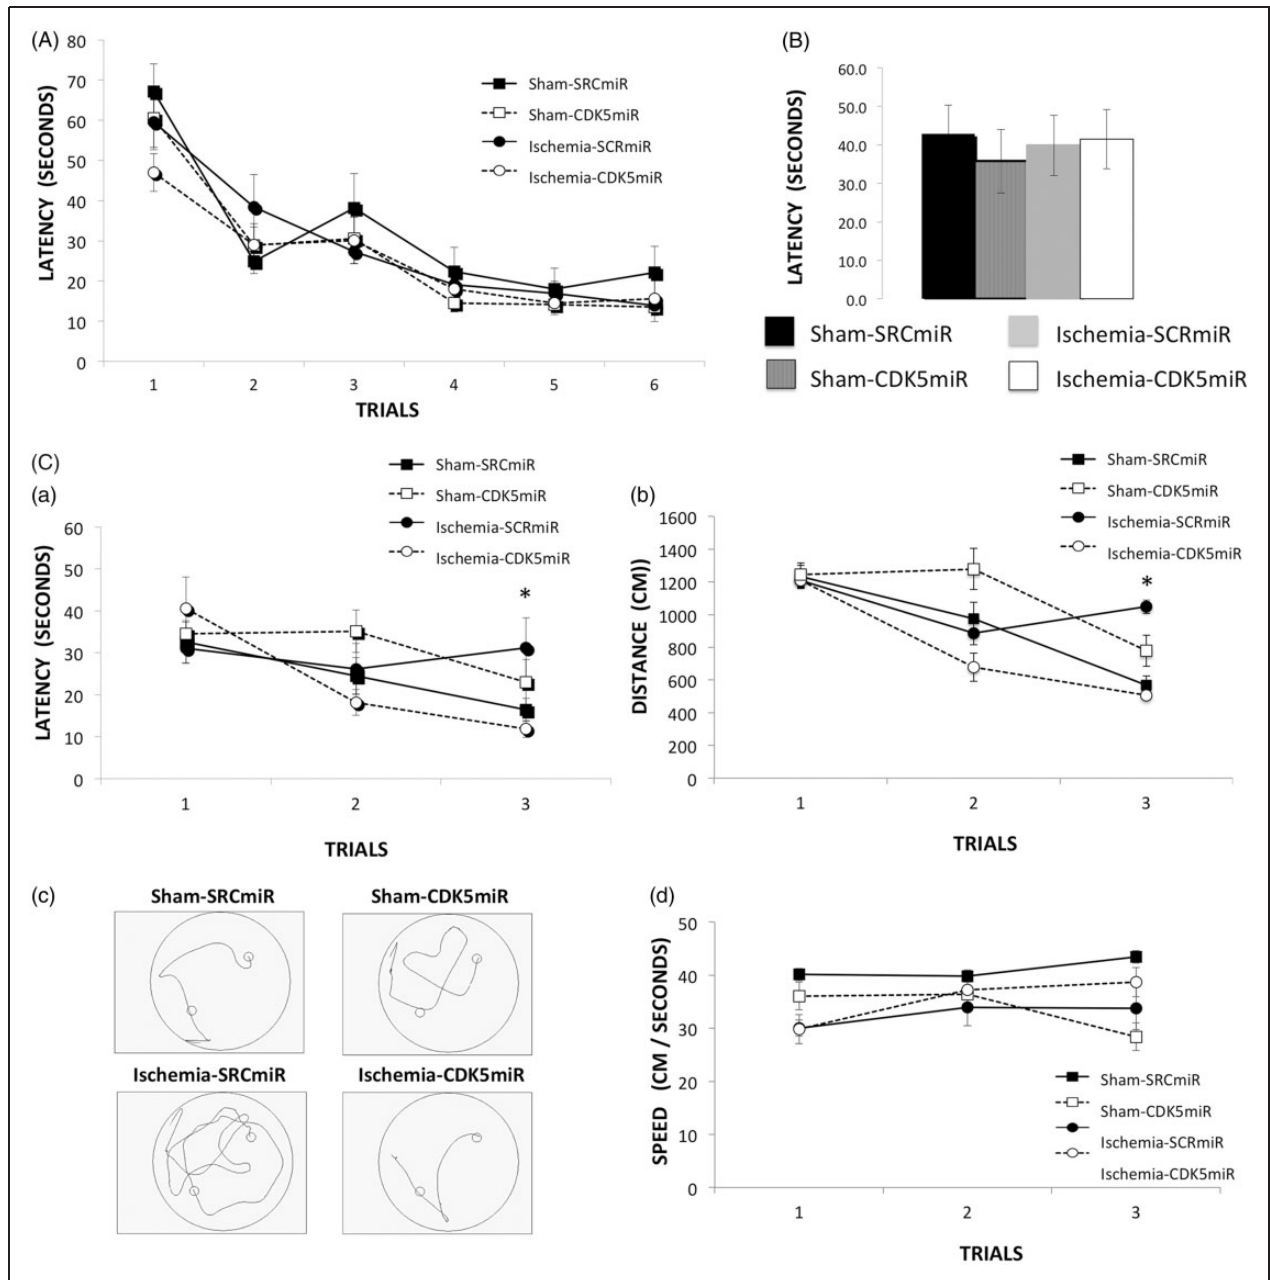 (A)
LATENCY (SECONDS)
80
70
60
50
40
30
20
10
0
1 2 3 4 5 6
TRIALS
Sham-SRCmiR
Sham-CDK5miR
Ischemia-SCRmiR
Ischemia-CDK5miR
(B)
LATENCY (SECONDS)
60.0
50.0
40.0
30.0
20.0
10.0
0.0
Sham-SRCmiR
Ischemia-SCRmiR
Sham-CDK5miR
Ischemia-CDK5miR
(C)
(a)
Sham-SRCmiR
Sham-CDK5miR
Ischemia-SCRmiR
Ischemia-CDK5miR
LATENCY (SECONDS)
60
50
40
30
20
10
0
*
1 2 3
TRIALS
(b)
Sham-SRCmiR
Sham-CDK5miR
Ischemia-SCRmiR
Ischemia-CDK5miR
DISTANCE (CM))
1600
1400
1200
1000
800
600
400
200
0
*
1 2 3
TRIALS
(c)
Sham-SRCmiR
Sham-CDK5miR
Ischemia-SRCmiR
Ischemia-CDK5miR
(d)
SPEED (CM / SECONDS)
50
40
30
20
10
0
Sham-SRCmiR
Sham-CDK5miR
Ischemia-SCRmiR
Ischemia-CDK5miR
1 2 3
TRIALS